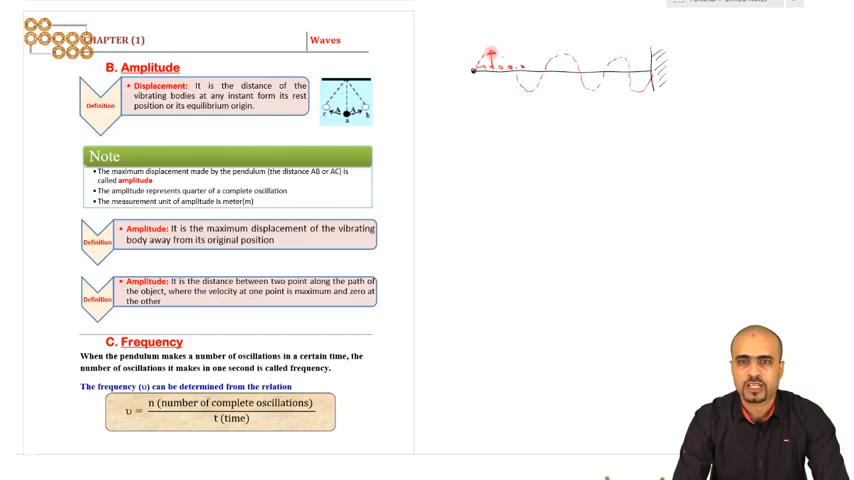 CHAPTER (1)
Waves
B. Amplitude
Definition
• Displacement: It is the distance of the
vibrating bodies at any instant form its rest
position or its equilibrium origin.
c A A b
a
Note
• The maximum displacement made by the pendulum (the distance AB or AC) is
called amplitude
• The amplitude represents quarter of a complete oscillation
• The measurement unit of amplitude is meter(m)
Definition
• Amplitude: It is the maximum displacement of the vibrating
body away from its original position
Definition
• Amplitude: It is the distance between two point along the path of
the object, where the velocity at one point is maximum and zero at
the other
C. Frequency
When the pendulum makes a number of oscillations in a certain time, the
number of oscillations it makes in one second is called frequency.
The frequency (υ) can be determined from the relation
υ = n (number of complete oscillations)
t (time)